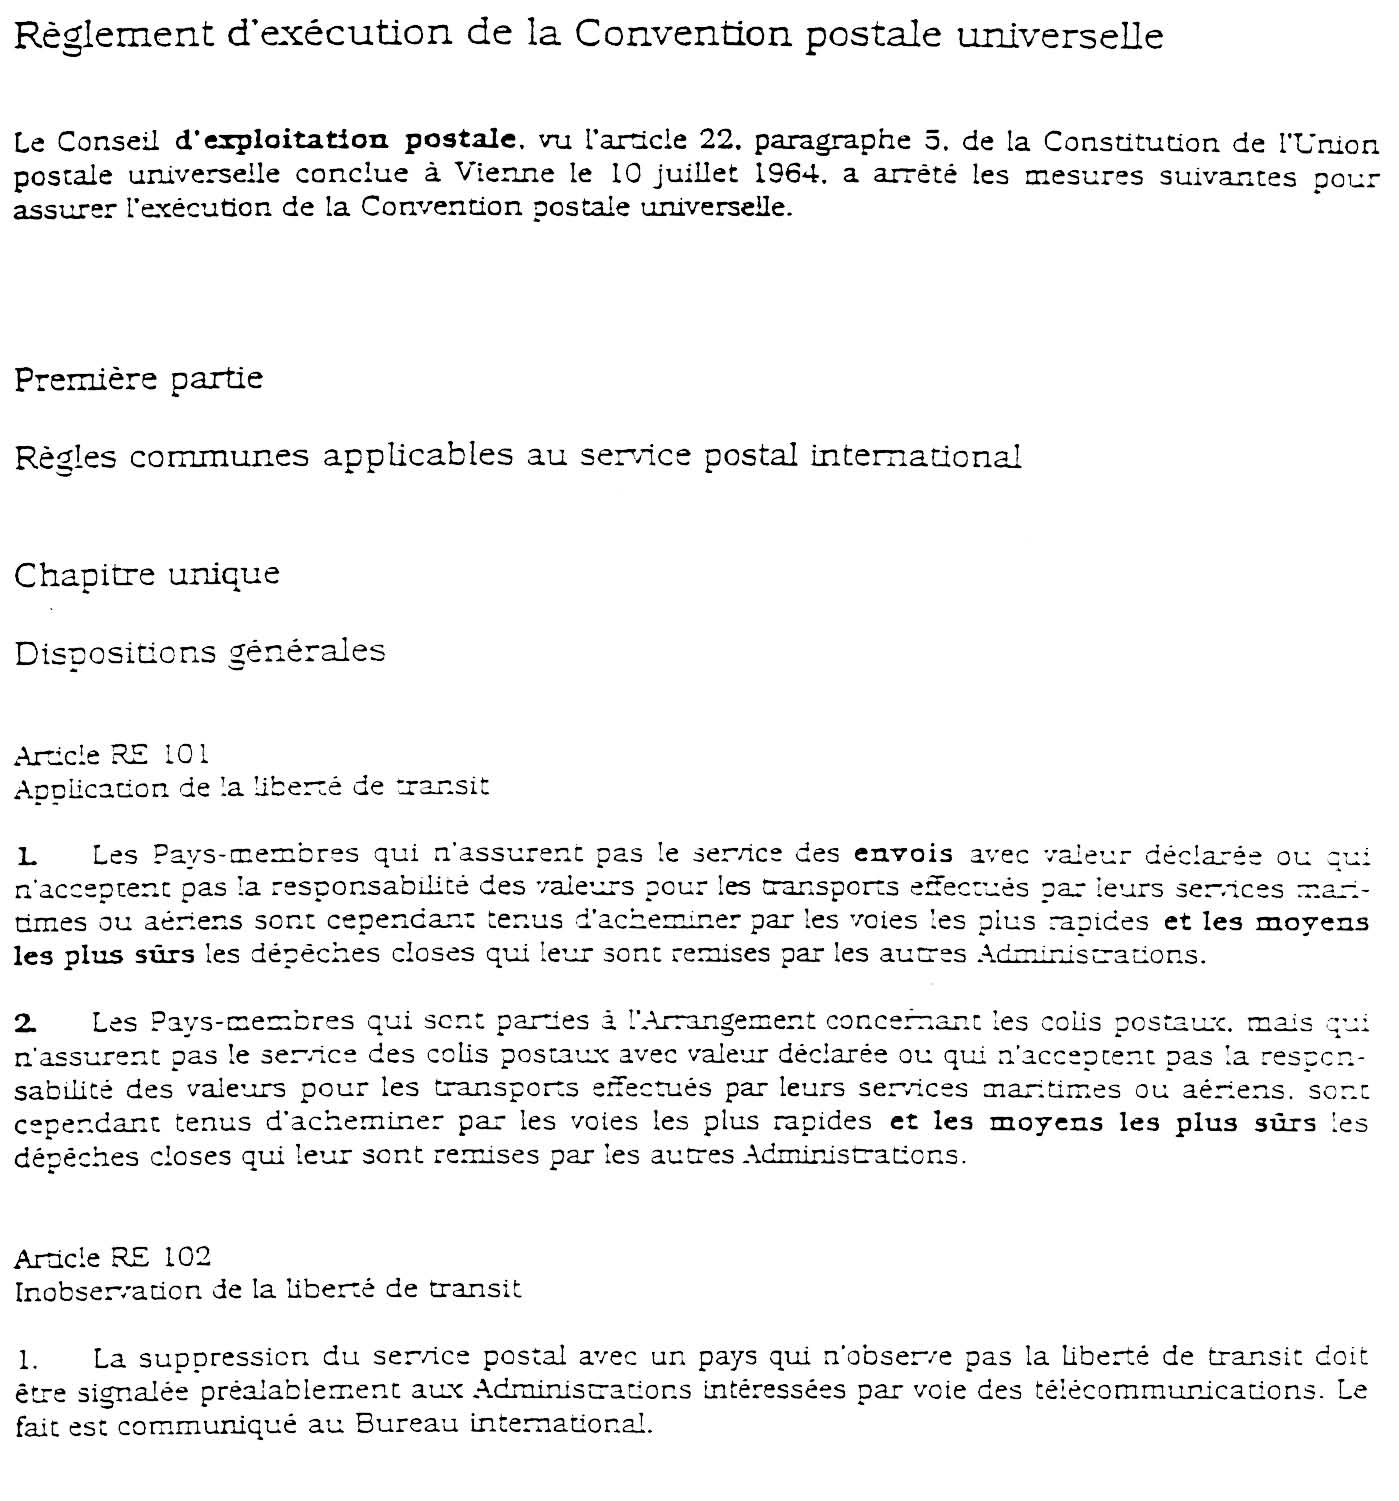 Règlement d'exécution de la Convention postale universelle
Le Conseil d'exploitation postale, vu l'article 22, paragraphe 5, de la Constitution de l'Union
postale universelle conclue à Vienne le 10 juillet 1964, a arrêté les mesures suivantes pour
assurer l'exécution de la Convention postale universelle.
Première partie
Règles communes applicables au service postal international
Chapitre unique
Dispositions générales
Article RE 101
Application de la liberté de transit
1. Les Pays-membres qui n'assurent pas le service des envois avec valeur déclarée ou qui
n'acceptent pas la responsabilité des valeurs pour les transports effectués par leurs services mari-
times ou aériens sont cependant tenus d'acheminer par les voies les plus rapides et les moyens
les plus sûrs les dépêches closes qui leur sont remises par les autres Administrations.
2. Les Pays-membres qui sont parties à l'Arrangement concernant les colis postaux, mais qui
n'assurent pas le service des colis postaux avec valeur déclarée ou qui n'acceptent pas la respon-
sabilité des valeurs pour les transports effectués par leurs services maritimes ou aériens, sont
cependant tenus d'acheminer par les voies les plus rapides et les moyens les plus sûrs les
dépêches closes qui leur sont remises par les autres Administrations.
Article RE 102
Inobservation de la liberté de transit
1. La suppression du service postal avec un pays qui n'observe pas la liberté de transit doit
être signalée préalablement aux Administrations intéressées par voie des télécommunications. Le
fait est communiqué au Bureau international.